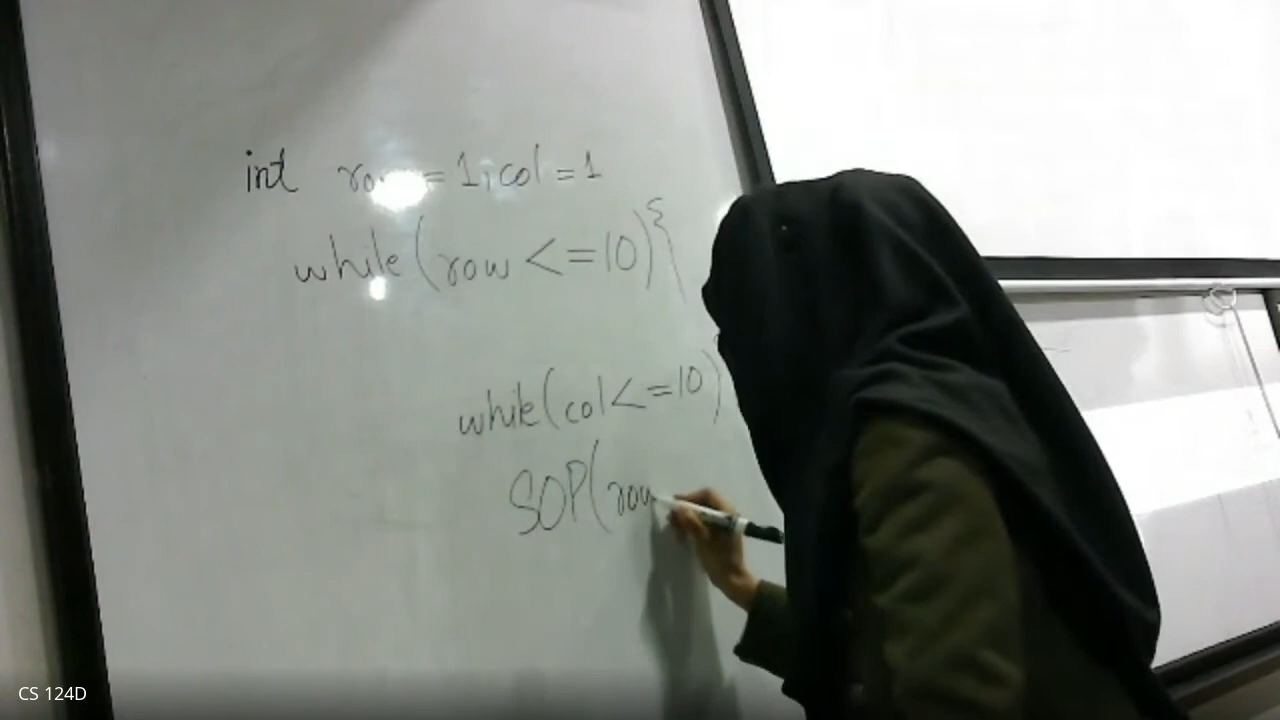 int row = 1, col = 1
while (row <= 10) {
while (col <= 10)
SOP(row
CS 124D